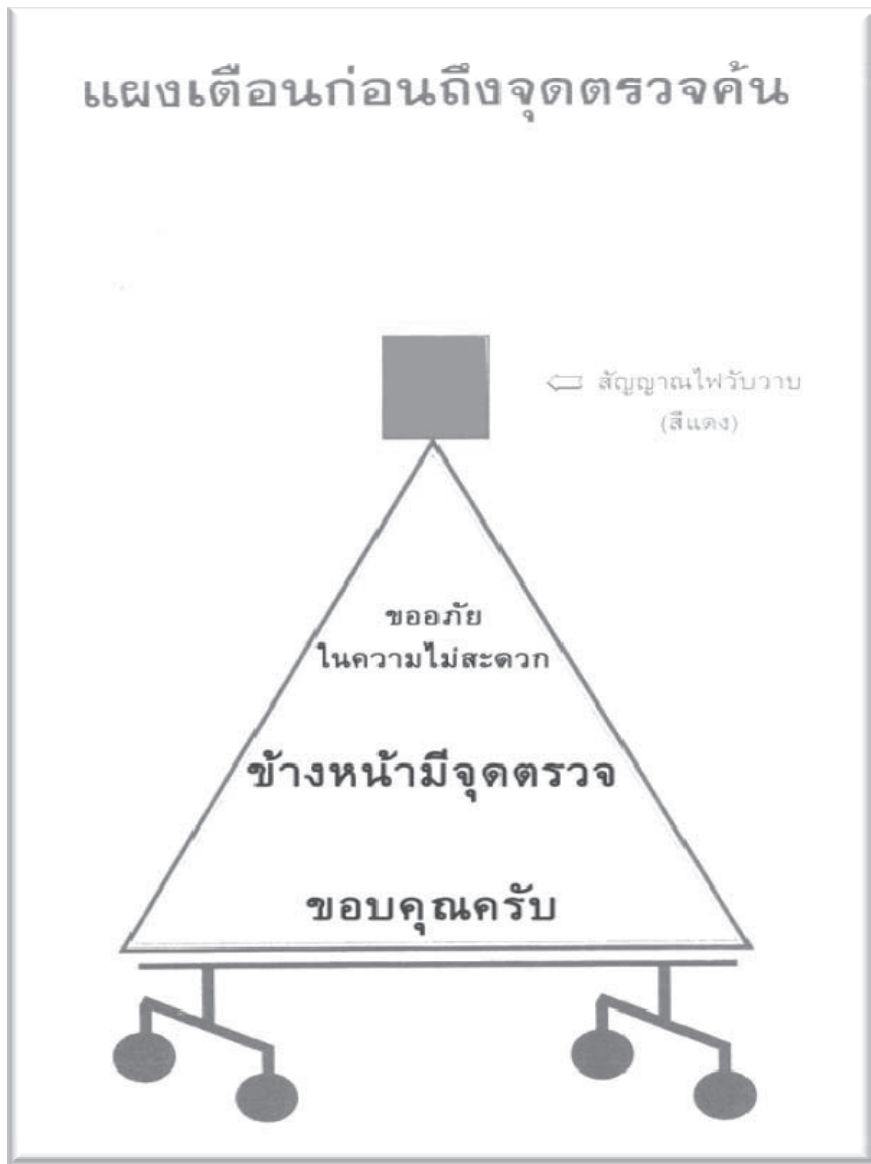 แผงเตือนก่อนถึงจุดตรวจค้น
สัญญาณไฟวับวาบ
(สีแดง)
ขออภัย
ในความไม่สะดวก
ข้างหน้ามีจุดตรวจ
ขอบคุณครับ